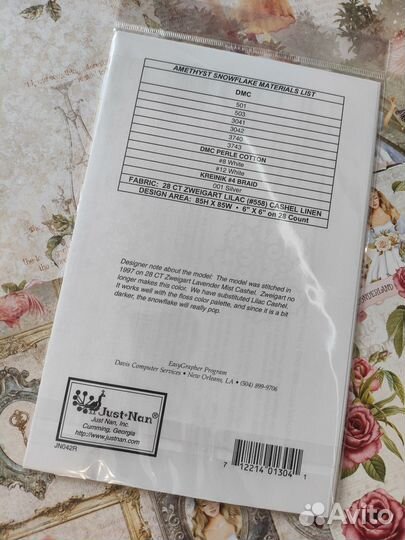 AMETHYST SNOWFLAKE MATERIALS LIST
DMC
501
503
3041
3042
3740
3743
DMC PERLE COTTON
#8 White
#12 White
KREINIK #4 BRAID
001 Silver
FABRIC: 28 CT ZWEIGART LILAC (#558) CASHEL LINEN
DESIGN AREA: 85H X 85W • 6" X 6" on 28 Count
Designer note about the model: The model was stitched in
1997 on 28 CT Zweigart Lavender Mist Cashel. Zweigart no
longer makes this color. We have substituted Lilac Cashel.
It works well with the floss color palette, and since it is a bit
darker, the snowflake will really pop.
EasyGrapher Program
Davis Computer Services • New Orleans, LA • (504) 899-9706
Just•Nan®
Just Nan, Inc.
Cumming, Georgia
http://www.justnan.com
JN042R
7 12214 01304 1
Avito